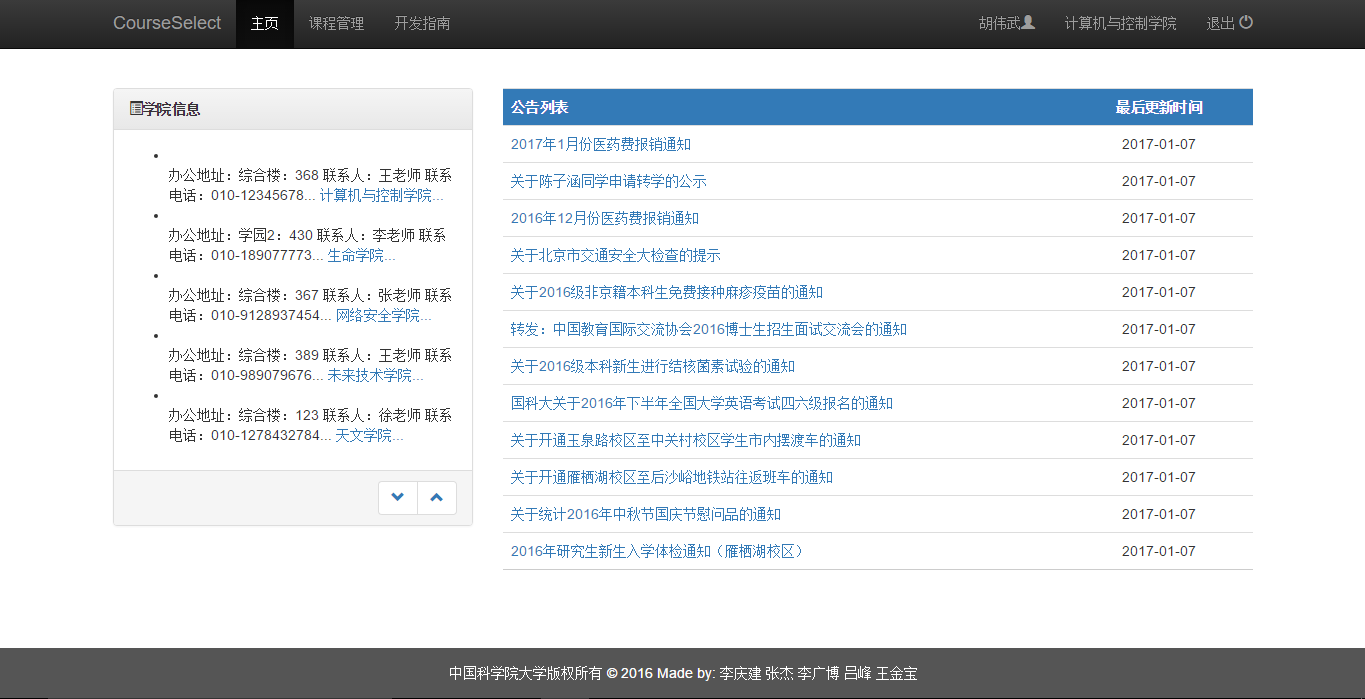 CourseSelect 主页 课程管理 开发指南 胡伟武 计算机与控制学院 退出
学院信息
办公地址：综合楼：368 联系人：王老师 联系
电话：010-12345678... 计算机与控制学院...
办公地址：学园2：430 联系人：李老师 联系
电话：010-189077773... 生命学院...
办公地址：综合楼：367 联系人：张老师 联系
电话：010-9128937454... 网络安全学院...
办公地址：综合楼：389 联系人：王老师 联系
电话：010-989079676... 未来技术学院...
办公地址：综合楼：123 联系人：徐老师 联系
电话：010-1278432784... 天文学院...
公告列表 最后更新时间
2017年1月份医药费报销通知 2017-01-07
关于陈子涵同学申请转学的公示 2017-01-07
2016年12月份医药费报销通知 2017-01-07
关于北京市交通安全大检查的提示 2017-01-07
关于2016级非京籍本科生免费接种麻疹疫苗的通知 2017-01-07
转发：中国教育国际交流协会2016博士生招生面试交流会的通知 2017-01-07
关于2016级本科新生进行结核菌素试验的通知 2017-01-07
国科大关于2016年下半年全国大学英语考试四六级报名的通知 2017-01-07
关于开通玉泉路校区至中关村校区学生市内摆渡车的通知 2017-01-07
关于开通雁栖湖校区至后沙峪地铁站往返班车的通知 2017-01-07
关于统计2016年中秋节国庆节慰问品的通知 2017-01-07
2016年研究生新生入学体检通知（雁栖湖校区） 2017-01-07
中国科学院大学版权所有 © 2016 Made by: 李庆建 张杰 李广博 吕峰 王金宝